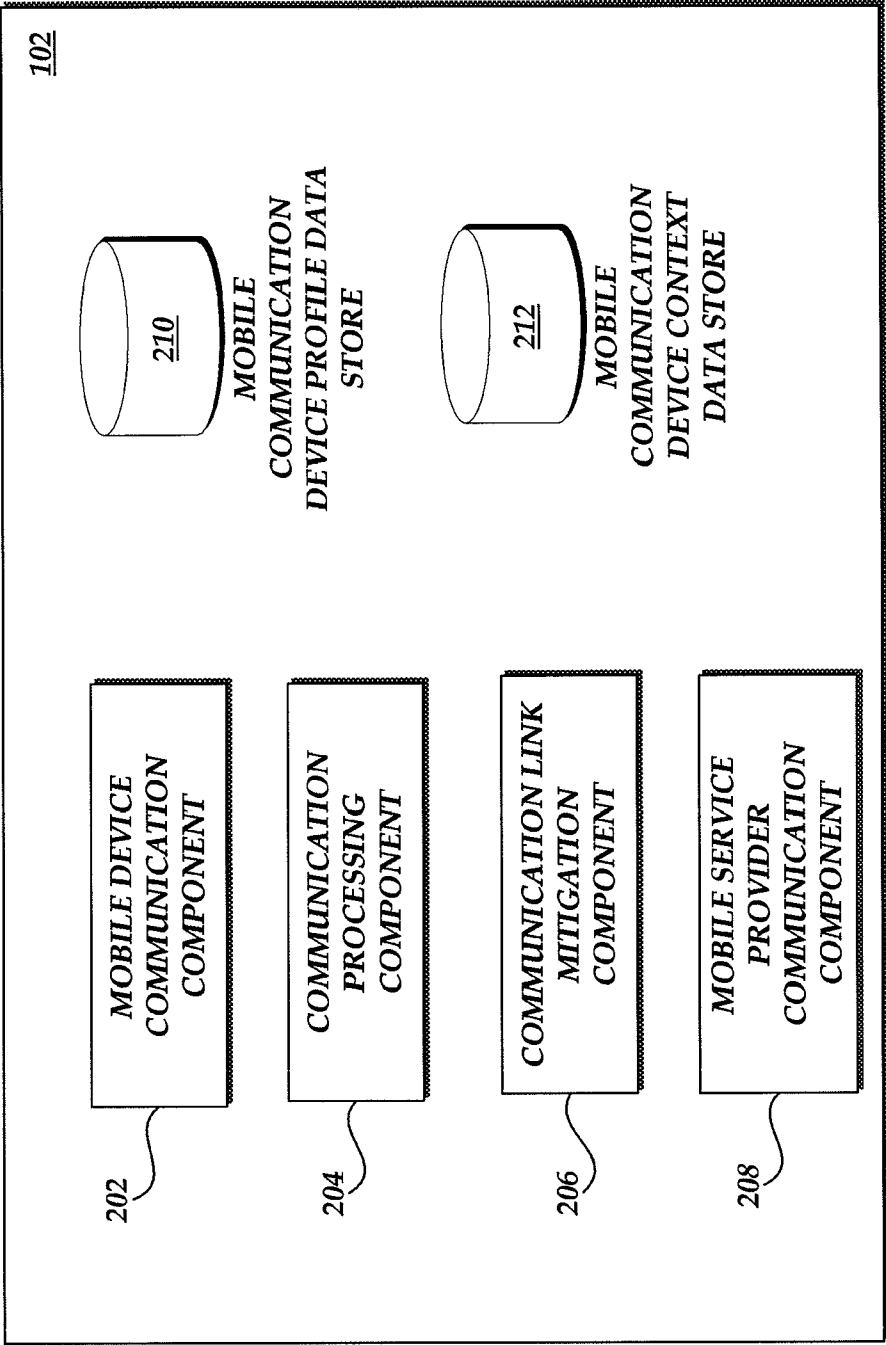 102
202
MOBILE DEVICE
COMMUNICATION
COMPONENT
204
COMMUNICATION
PROCESSING
COMPONENT
206
COMMUNICATION LINK
MITIGATION
COMPONENT
208
MOBILE SERVICE
PROVIDER
COMMUNICATION
COMPONENT
210
MOBILE
COMMUNICATION
DEVICE PROFILE DATA
STORE
212
MOBILE
COMMUNICATION
DEVICE CONTEXT
DATA STORE